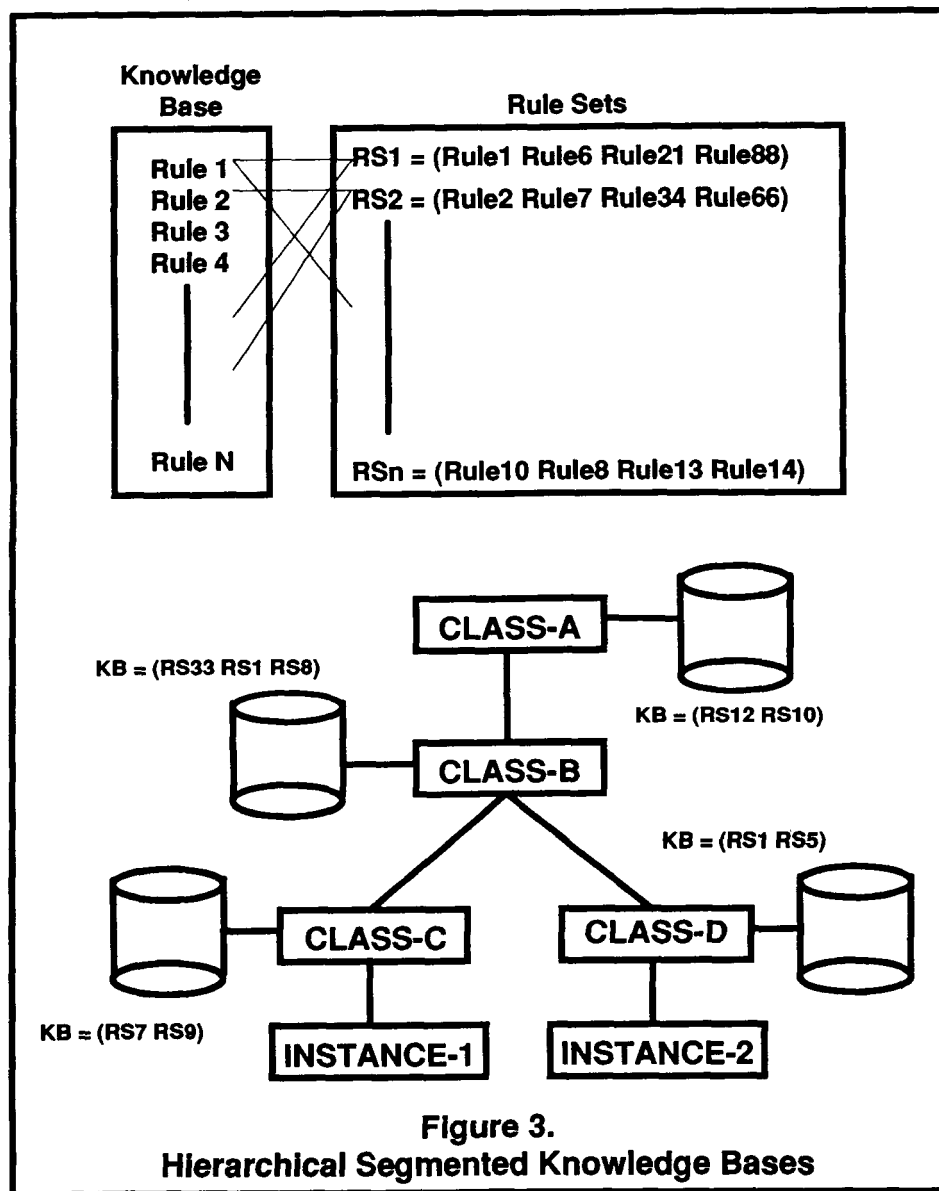 Knowledge
Base
Rule Sets
Rule 1
Rule 2
Rule 3
Rule 4
Rule N
RS1 = (Rule1 Rule6 Rule21 Rule88)
RS2 = (Rule2 Rule7 Rule34 Rule66)
RSn = (Rule10 Rule8 Rule13 Rule14)
CLASS-A
KB = (RS12 RS10)
KB = (RS33 RS1 RS8)
CLASS-B
KB = (RS1 RS5)
CLASS-C
CLASS-D
KB = (RS7 RS9)
INSTANCE-1
INSTANCE-2
Figure 3.
Hierarchical Segmented Knowledge Bases